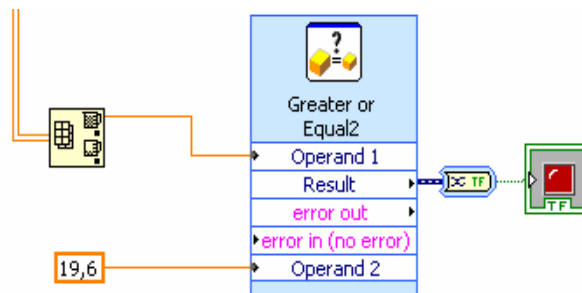 ?
=
Greater or
Equal2
Operand 1
Result
TF
TF
error out
error in (no error)
19,6
Operand 2